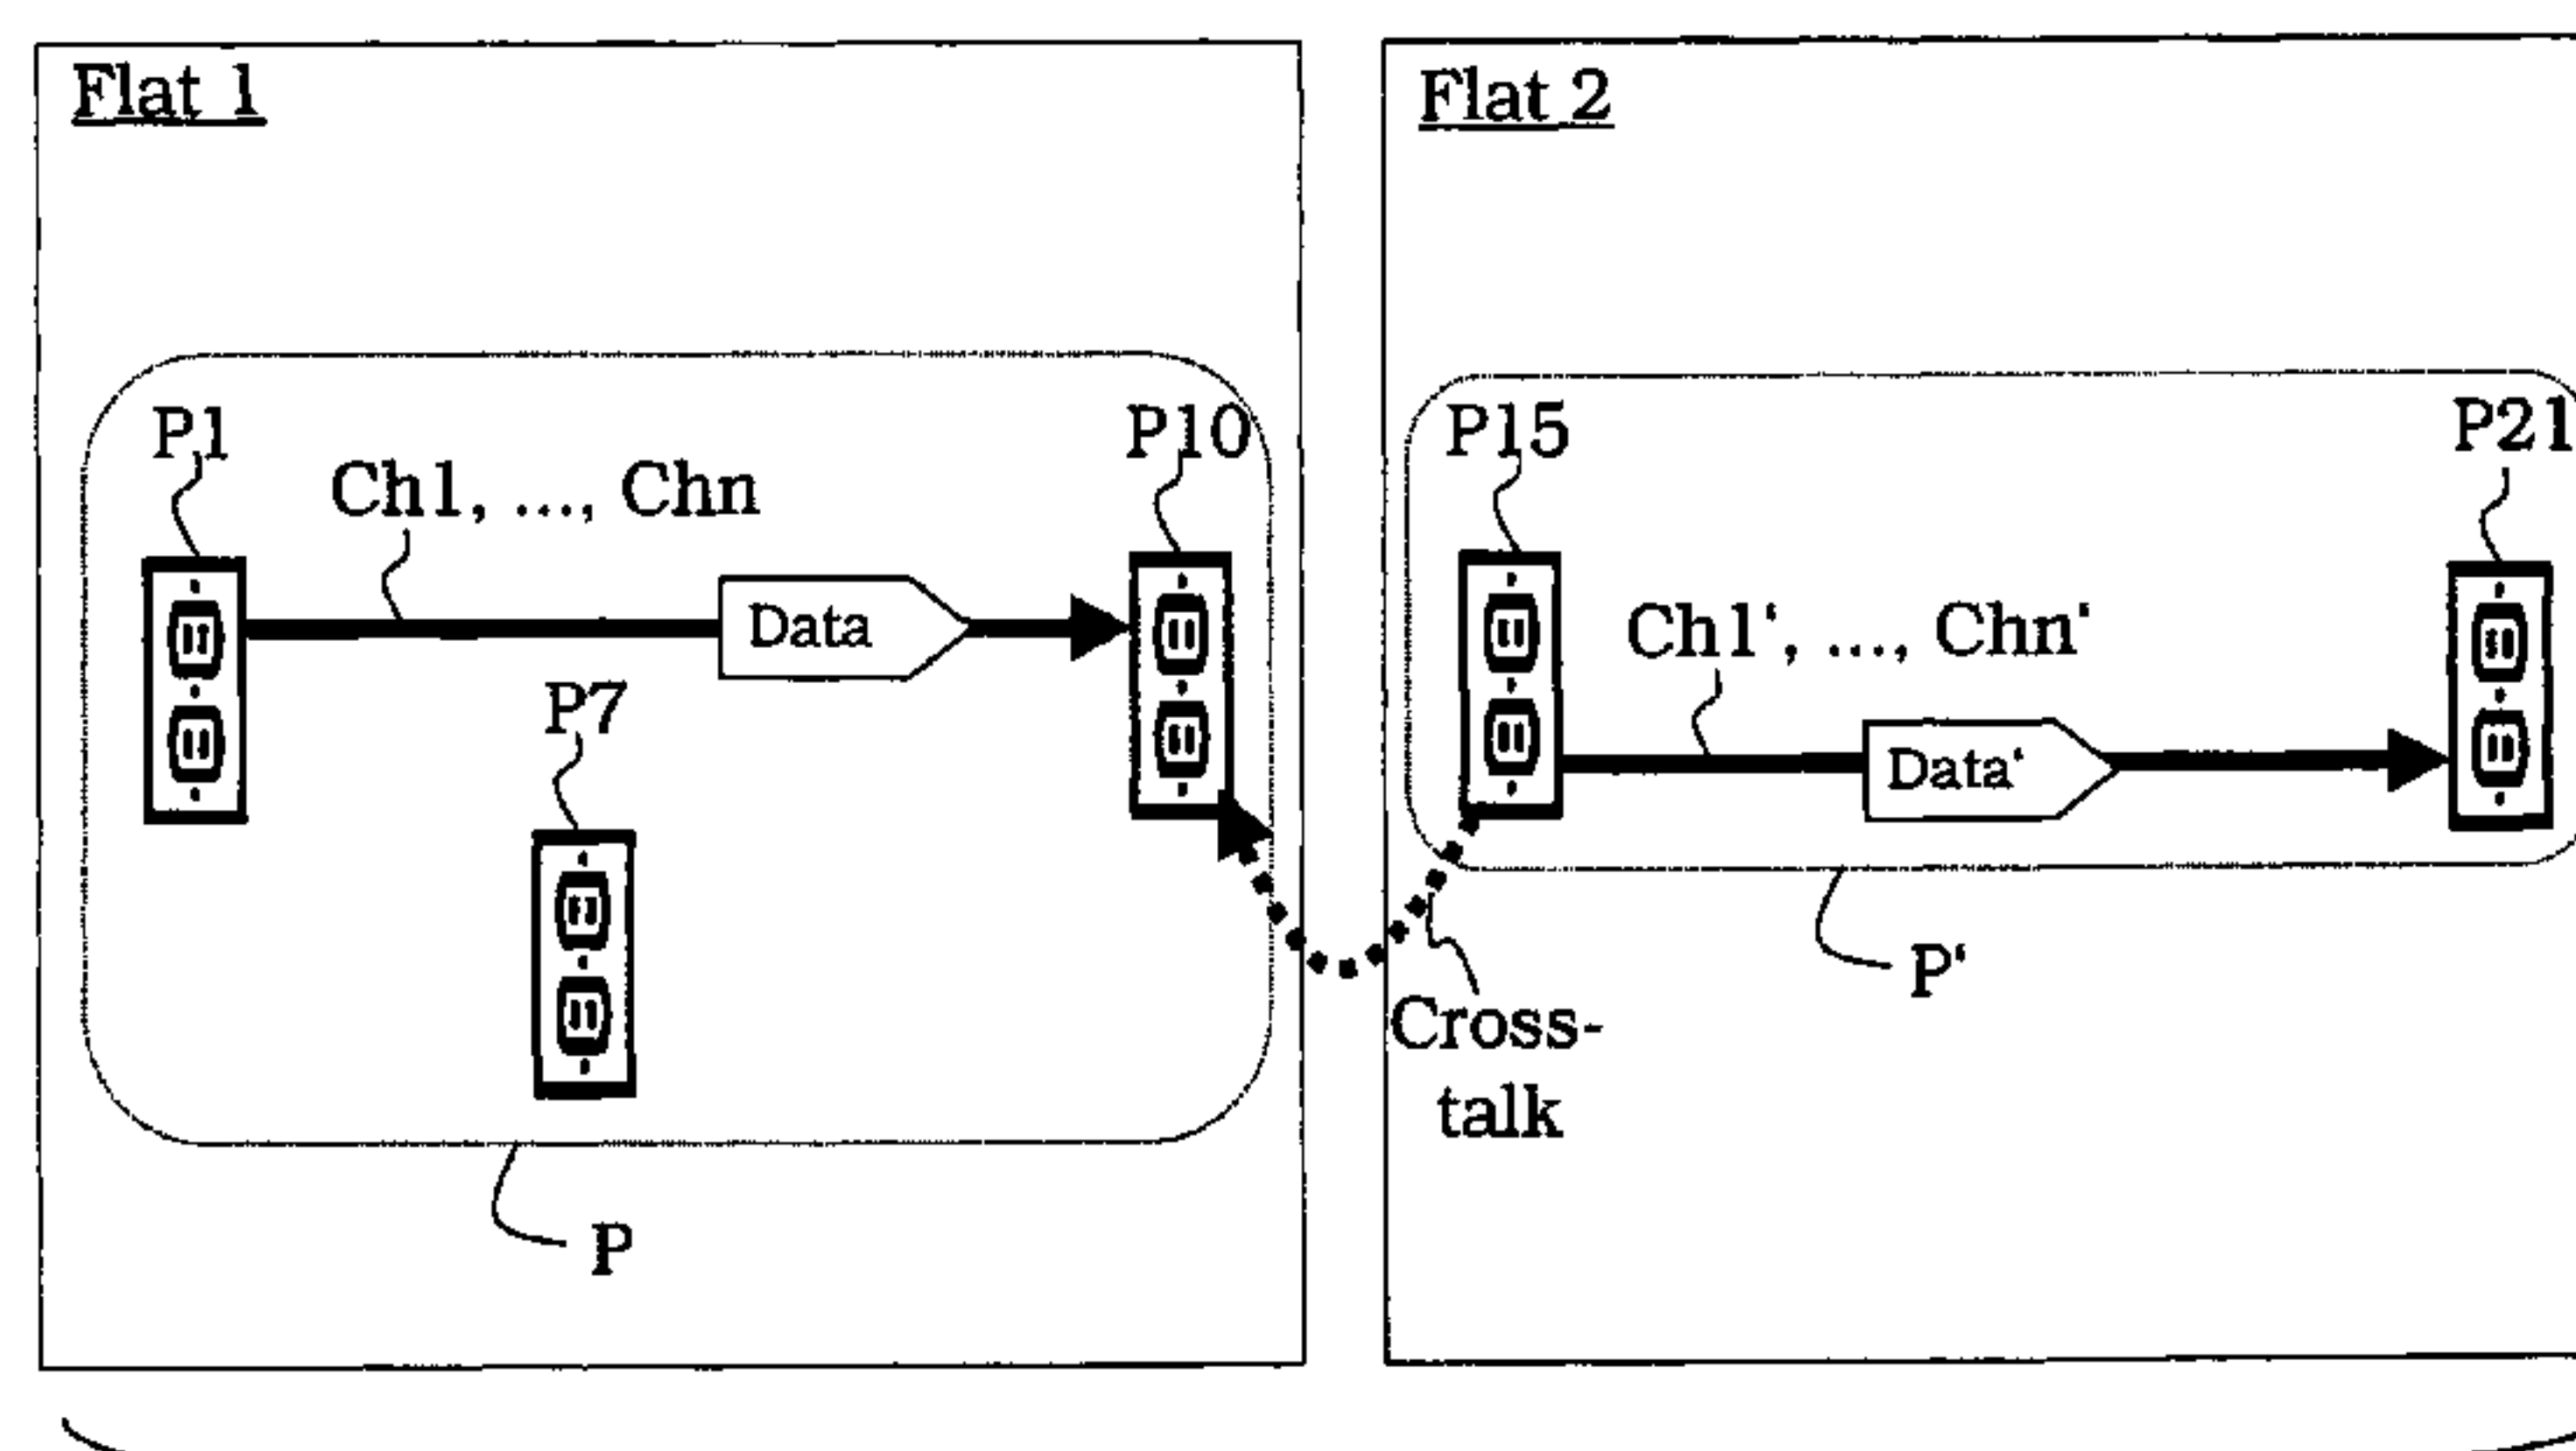 Flat 1
Flat 2
P1
Ch1, ..., Chn
P10
P15
P21
Data
Ch1‘, ..., Chn‘
P7
Data‘
Cross-
talk
P‘
P